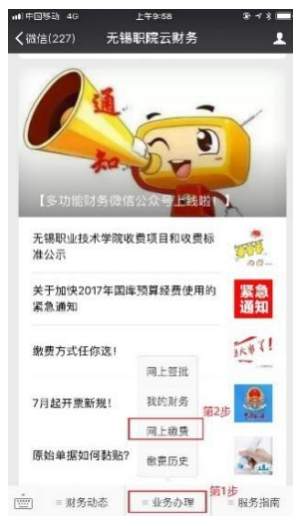 中国移动 4G 上午9:58
微信(227) 无锡职院云财务
通
知
【多功能财务微信公众号上线啦!】
无锡职业技术学院收费项目和收费标
准公示
关于加快2017年国库预算经费使用的
紧急通知
紧急
通知
缴费方式任你选!
7月起开票新规!
原始单据如何黏贴?
网上签批
我的财务
网上缴费
第2步
缴费历史
第1步
财务动态
业务办理
服务指南